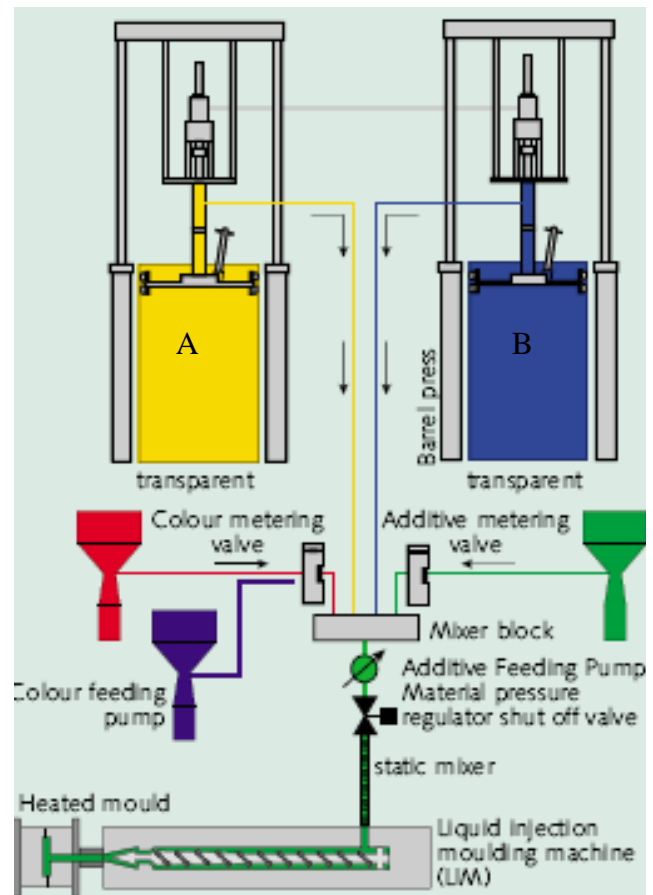 A
B
Barrel press
transparent
transparent
Colour metering
valve
Additive metering
valve
Mixer block
Colour feeding
pump
Additive Feeding Pump
Material pressure
regulator shut off valve
static mixer
Heated mould
Liquid injection
moulding machine
(LIM)